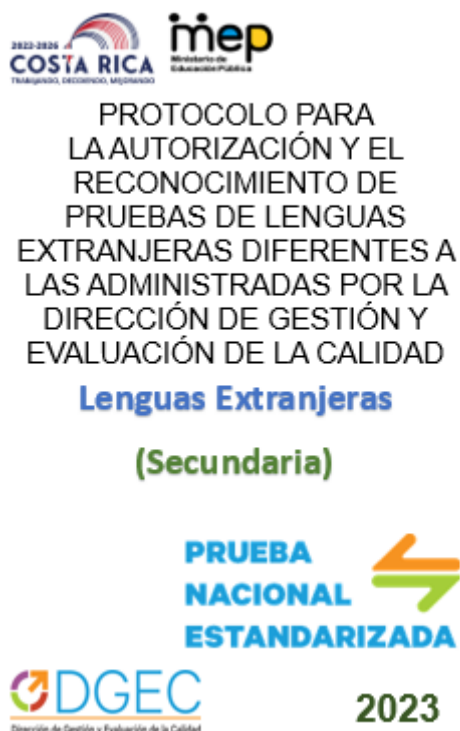 2022-2026
COSTA RICA
TRABAJANDO, DECIDIENDO, MEJORANDO
mep
Ministerio de
Educación Pública
PROTOCOLO PARA
LA AUTORIZACIÓN Y EL
RECONOCIMIENTO DE
PRUEBAS DE LENGUAS
EXTRANJERAS DIFERENTES A
LAS ADMINISTRADAS POR LA
DIRECCIÓN DE GESTIÓN Y
EVALUACIÓN DE LA CALIDAD
Lenguas Extranjeras
(Secundaria)
PRUEBA
NACIONAL
ESTANDARIZADA
DGEC
Dirección de Gestión y Evaluación de la Calidad
2023